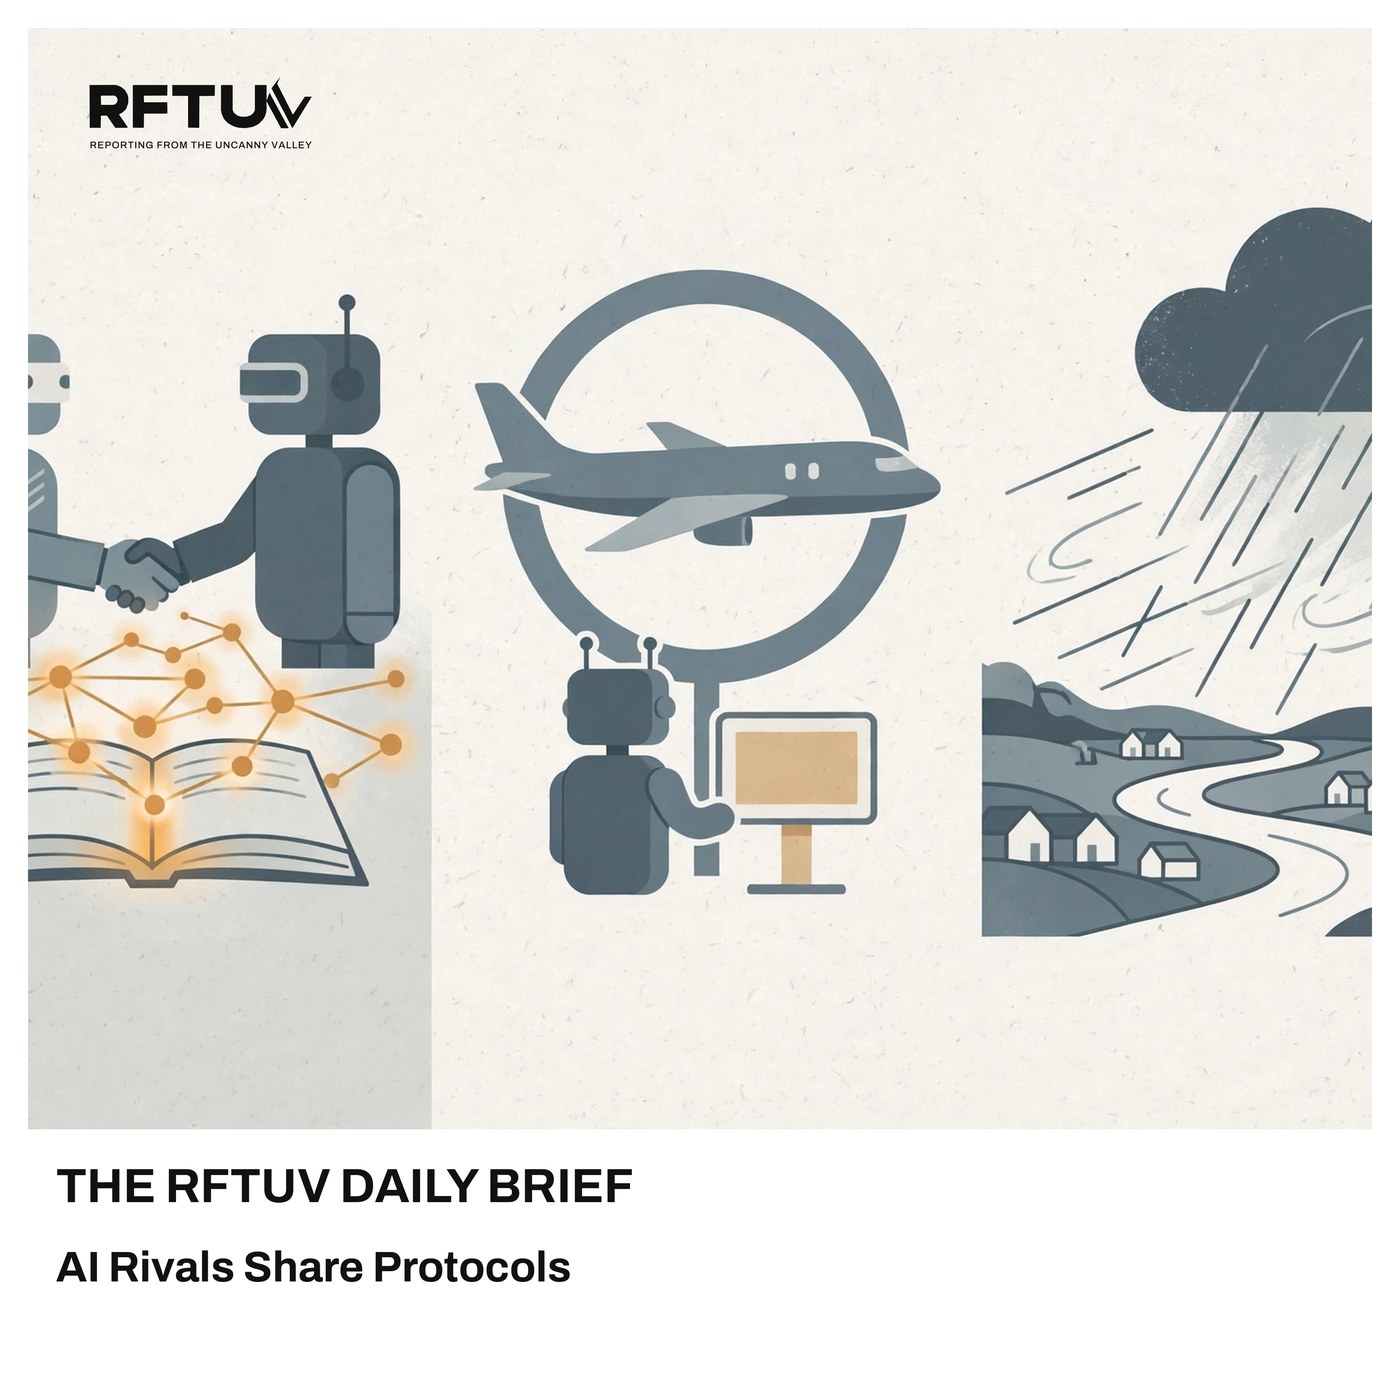 RFTUV
REPORTING FROM THE UNCANNY VALLEY
THE RFTUV DAILY BRIEF
AI Rivals Share Protocols